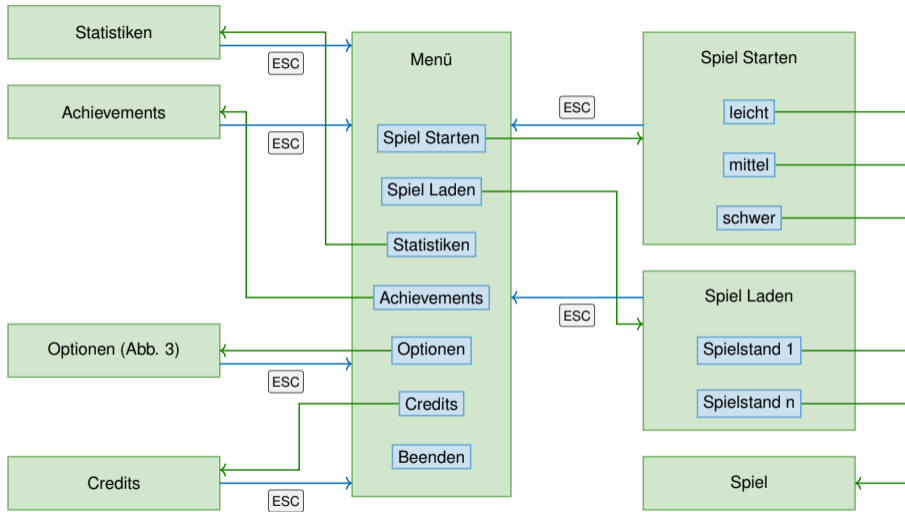 Statistiken
ESC
Achievements
ESC
Optionen (Abb. 3)
ESC
Credits
ESC
Menü
Spiel Starten
Spiel Laden
Statistiken
Achievements
Optionen
Credits
Beenden
ESC
ESC
Spiel Starten
leicht
mittel
schwer
Spiel Laden
Spielstand 1
Spielstand n
Spiel